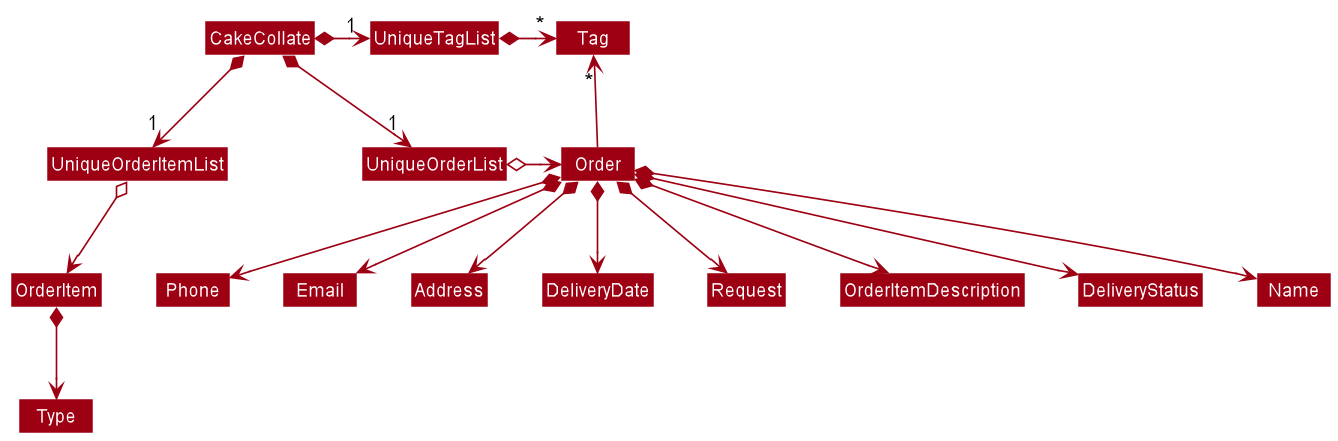 CakeCollate
1
UniqueTagList
*
Tag
*
1
1
UniqueOrderItemList
UniqueOrderList
Order
OrderItem
Phone
Email
Address
DeliveryDate
Request
OrderItemDescription
DeliveryStatus
Name
Type